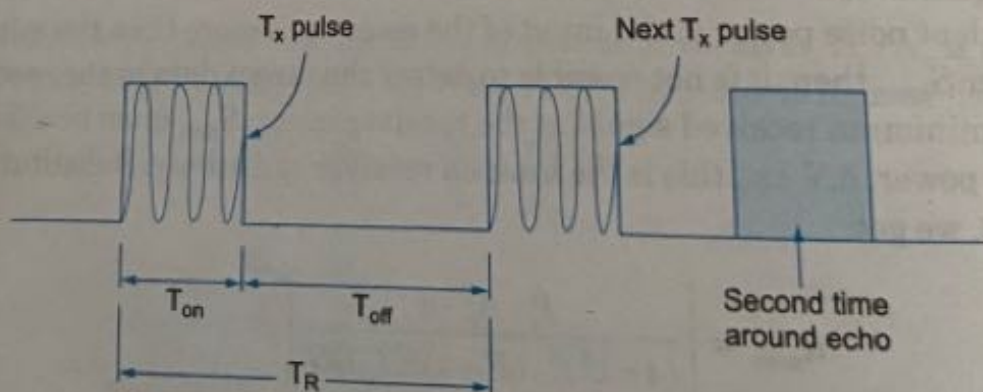 Tx pulse
Next Tx pulse
Ton
Toff
Second time
around echo
TR